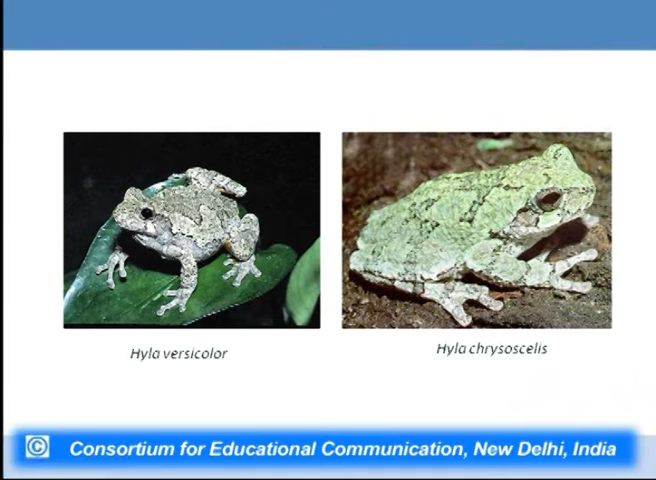 Hyla versicolor
Hyla chrysoscelis
© Consortium for Educational Communication, New Delhi, India